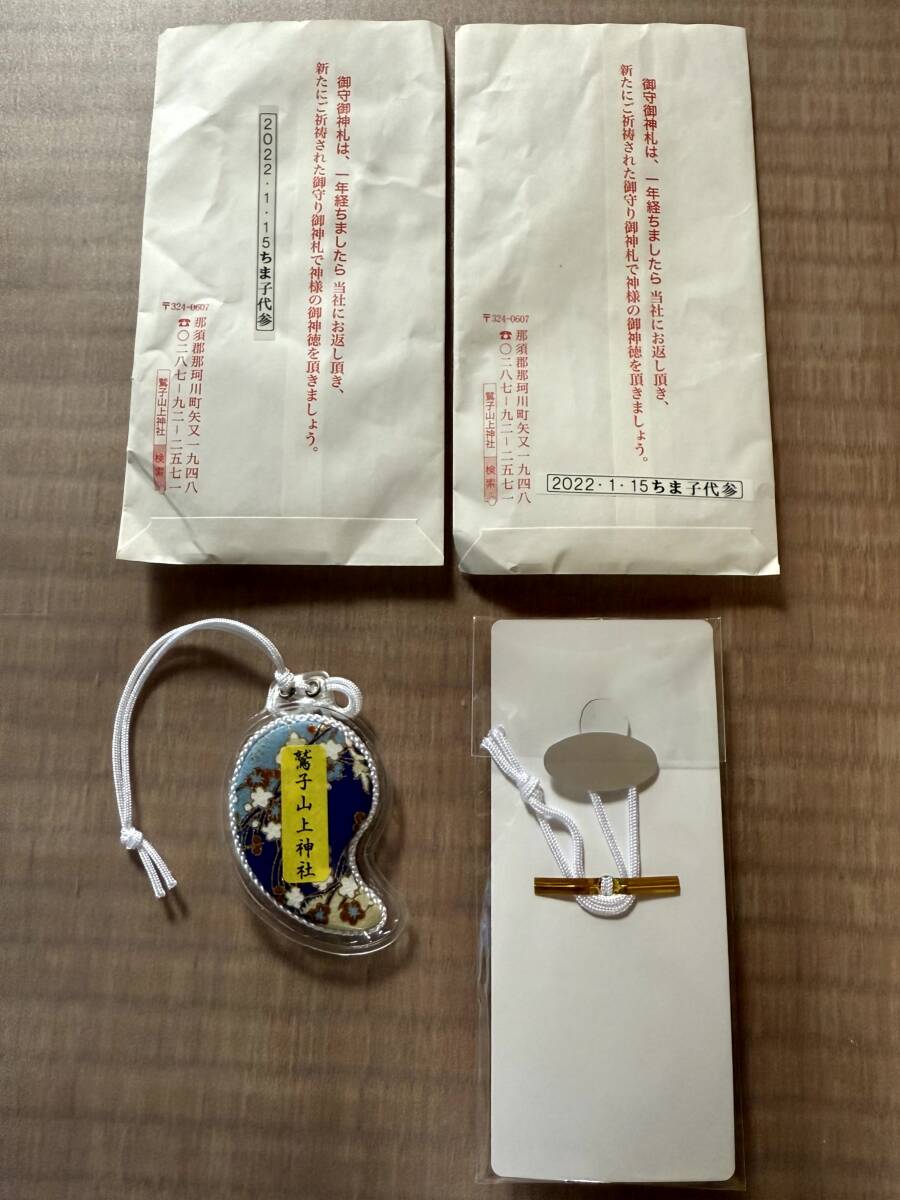 御守御神札は、一年経ちましたら 当社にお返し頂き、
新たにご祈祷された御守り御神札で神様の御神徳を頂きましょう。
2022・1・15ちま子代参
〒324-0607
那須郡那珂川町矢又一九四八
☎〇二八七ー九二ー二五七一
鷲子山上神社 検索
御守御神札は、一年経ちましたら 当社にお返し頂き、
新たにご祈祷された御守り御神札で神様の御神徳を頂きましょう。
〒324-0607
那須郡那珂川町矢又一九四八
☎〇二八七ー九二ー二五七一
鷲子山上神社 検索
2022・1・15ちま子代参
鷲子山上神社